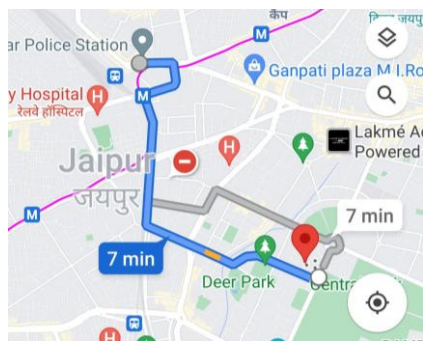 कैंप
ar Police Station
M
Ganpati plaza M.I.Ro
y Hospital
रेलवे हॉस्पिटल
H
M
Lakmé Ac
Powered
H
Jaipur
जयपुर
M
7 min
7 min
Deer Park
H